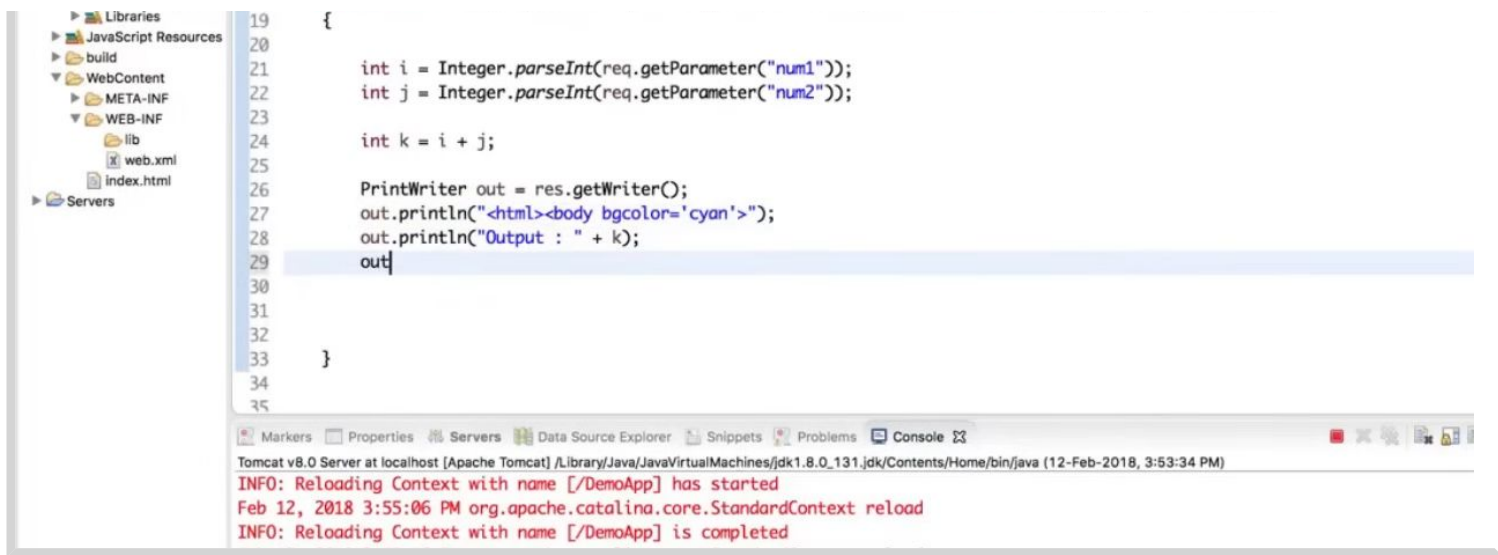 Libraries
JavaScript Resources
build
WebContent
META-INF
WEB-INF
lib
web.xml
index.html
Servers
19 {
20
21 int i = Integer.parseInt(req.getParameter("num1"));
22 int j = Integer.parseInt(req.getParameter("num2"));
23
24 int k = i + j;
25
26 PrintWriter out = res.getWriter();
27 out.println("<html><body bgcolor='cyan'>");
28 out.println("Output : " + k);
29 out
30
31
32
33 }
34
35
Markers Properties Servers Data Source Explorer Snippets Problems Console
Tomcat v8.0 Server at localhost [Apache Tomcat] /Library/Java/JavaVirtualMachines/jdk1.8.0_131.jdk/Contents/Home/bin/java (12-Feb-2018, 3:53:34 PM)
INFO: Reloading Context with name [/DemoApp] has started
Feb 12, 2018 3:55:06 PM org.apache.catalina.core.StandardContext reload
INFO: Reloading Context with name [/DemoApp] is completed